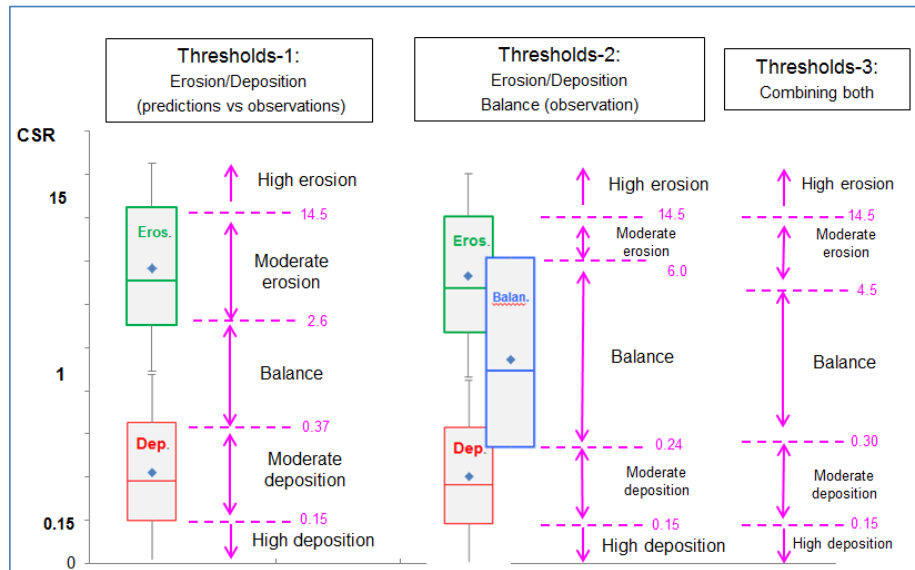 Thresholds-1:
Erosion/Deposition
(predictions vs observations)
Thresholds-2:
Erosion/Deposition
Balance (observation)
Thresholds-3:
Combining both
CSR
15
1
0.15
0
Eros.
Dep.
High erosion
14.5
Moderate
erosion
2.6
Balance
0.37
Moderate
deposition
0.15
High deposition
Eros.
Balan.
Dep.
High erosion
14.5
Moderate
erosion
6.0
Balance
0.24
Moderate
deposition
0.15
High deposition
High erosion
14.5
Moderate
erosion
4.5
Balance
0.30
Moderate
deposition
0.15
High deposition